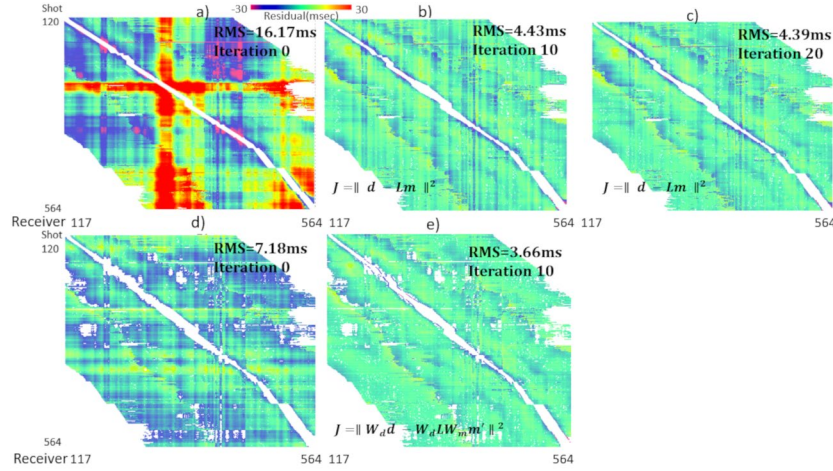 a)
-30 Residual(msec) 30
Shot
120
RMS=16.17ms
Iteration 0
b)
RMS=4.43ms
Iteration 10
J =‖ d − Lm ‖²
c)
RMS=4.39ms
Iteration 20
J =‖ d − Lm ‖²
564
Receiver 117
564 117
564
d)
Shot
120
RMS=7.18ms
Iteration 0
e)
RMS=3.66ms
Iteration 10
J =‖ W_d d − W_d LW_m m' ‖²
564
Receiver 117
564 117
564